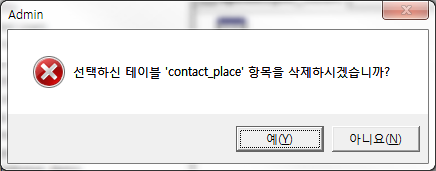 Admin
선택하신 테이블 'contact_place' 항목을 삭제하시겠습니까?
예(Y)
아니요(N)